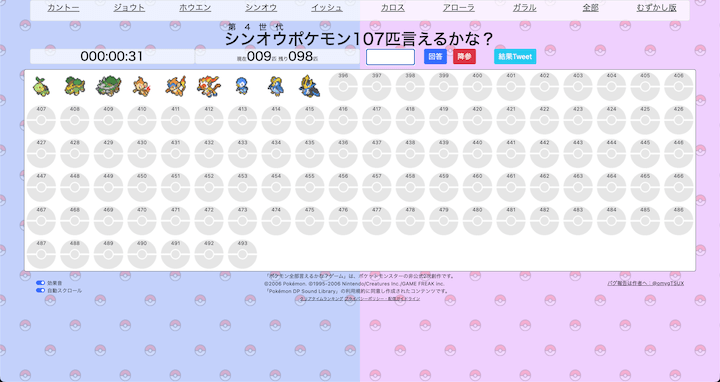 カントー ジョウト ホウエン シンオウ イッシュ カロス アローラ ガラル 全部 むずかし版
第4世代
シンオウポケモン107匹言えるかな？
000:00:31 現在009匹 残り098匹 回答 降参 結果Tweet
396 397 398 399 400 401 402 403 404 405 406
407 408 409 410 411 412 413 414 415 416 417 418 419 420 421 422 423 424 425 426
427 428 429 430 431 432 433 434 435 436 437 438 439 440 441 442 443 444 445 446
447 448 449 450 451 452 453 454 455 456 457 458 459 460 461 462 463 464 465 466
467 468 469 470 471 472 473 474 475 476 477 478 479 480 481 482 483 484 485 486
487 488 489 490 491 492 493
「ポケモン全部言えるかな？ゲーム」は、ポケットモンスターの非公式2次創作です。
効果音 ©2006 Pokémon. ©1995-2006 Nintendo/Creatures Inc./GAME FREAK inc. バグ報告は作者へ：@omvgTSUX
自動スクロール 「Pokémon DP Sound Library」の利用規約に同意し作成されたコンテンツです。